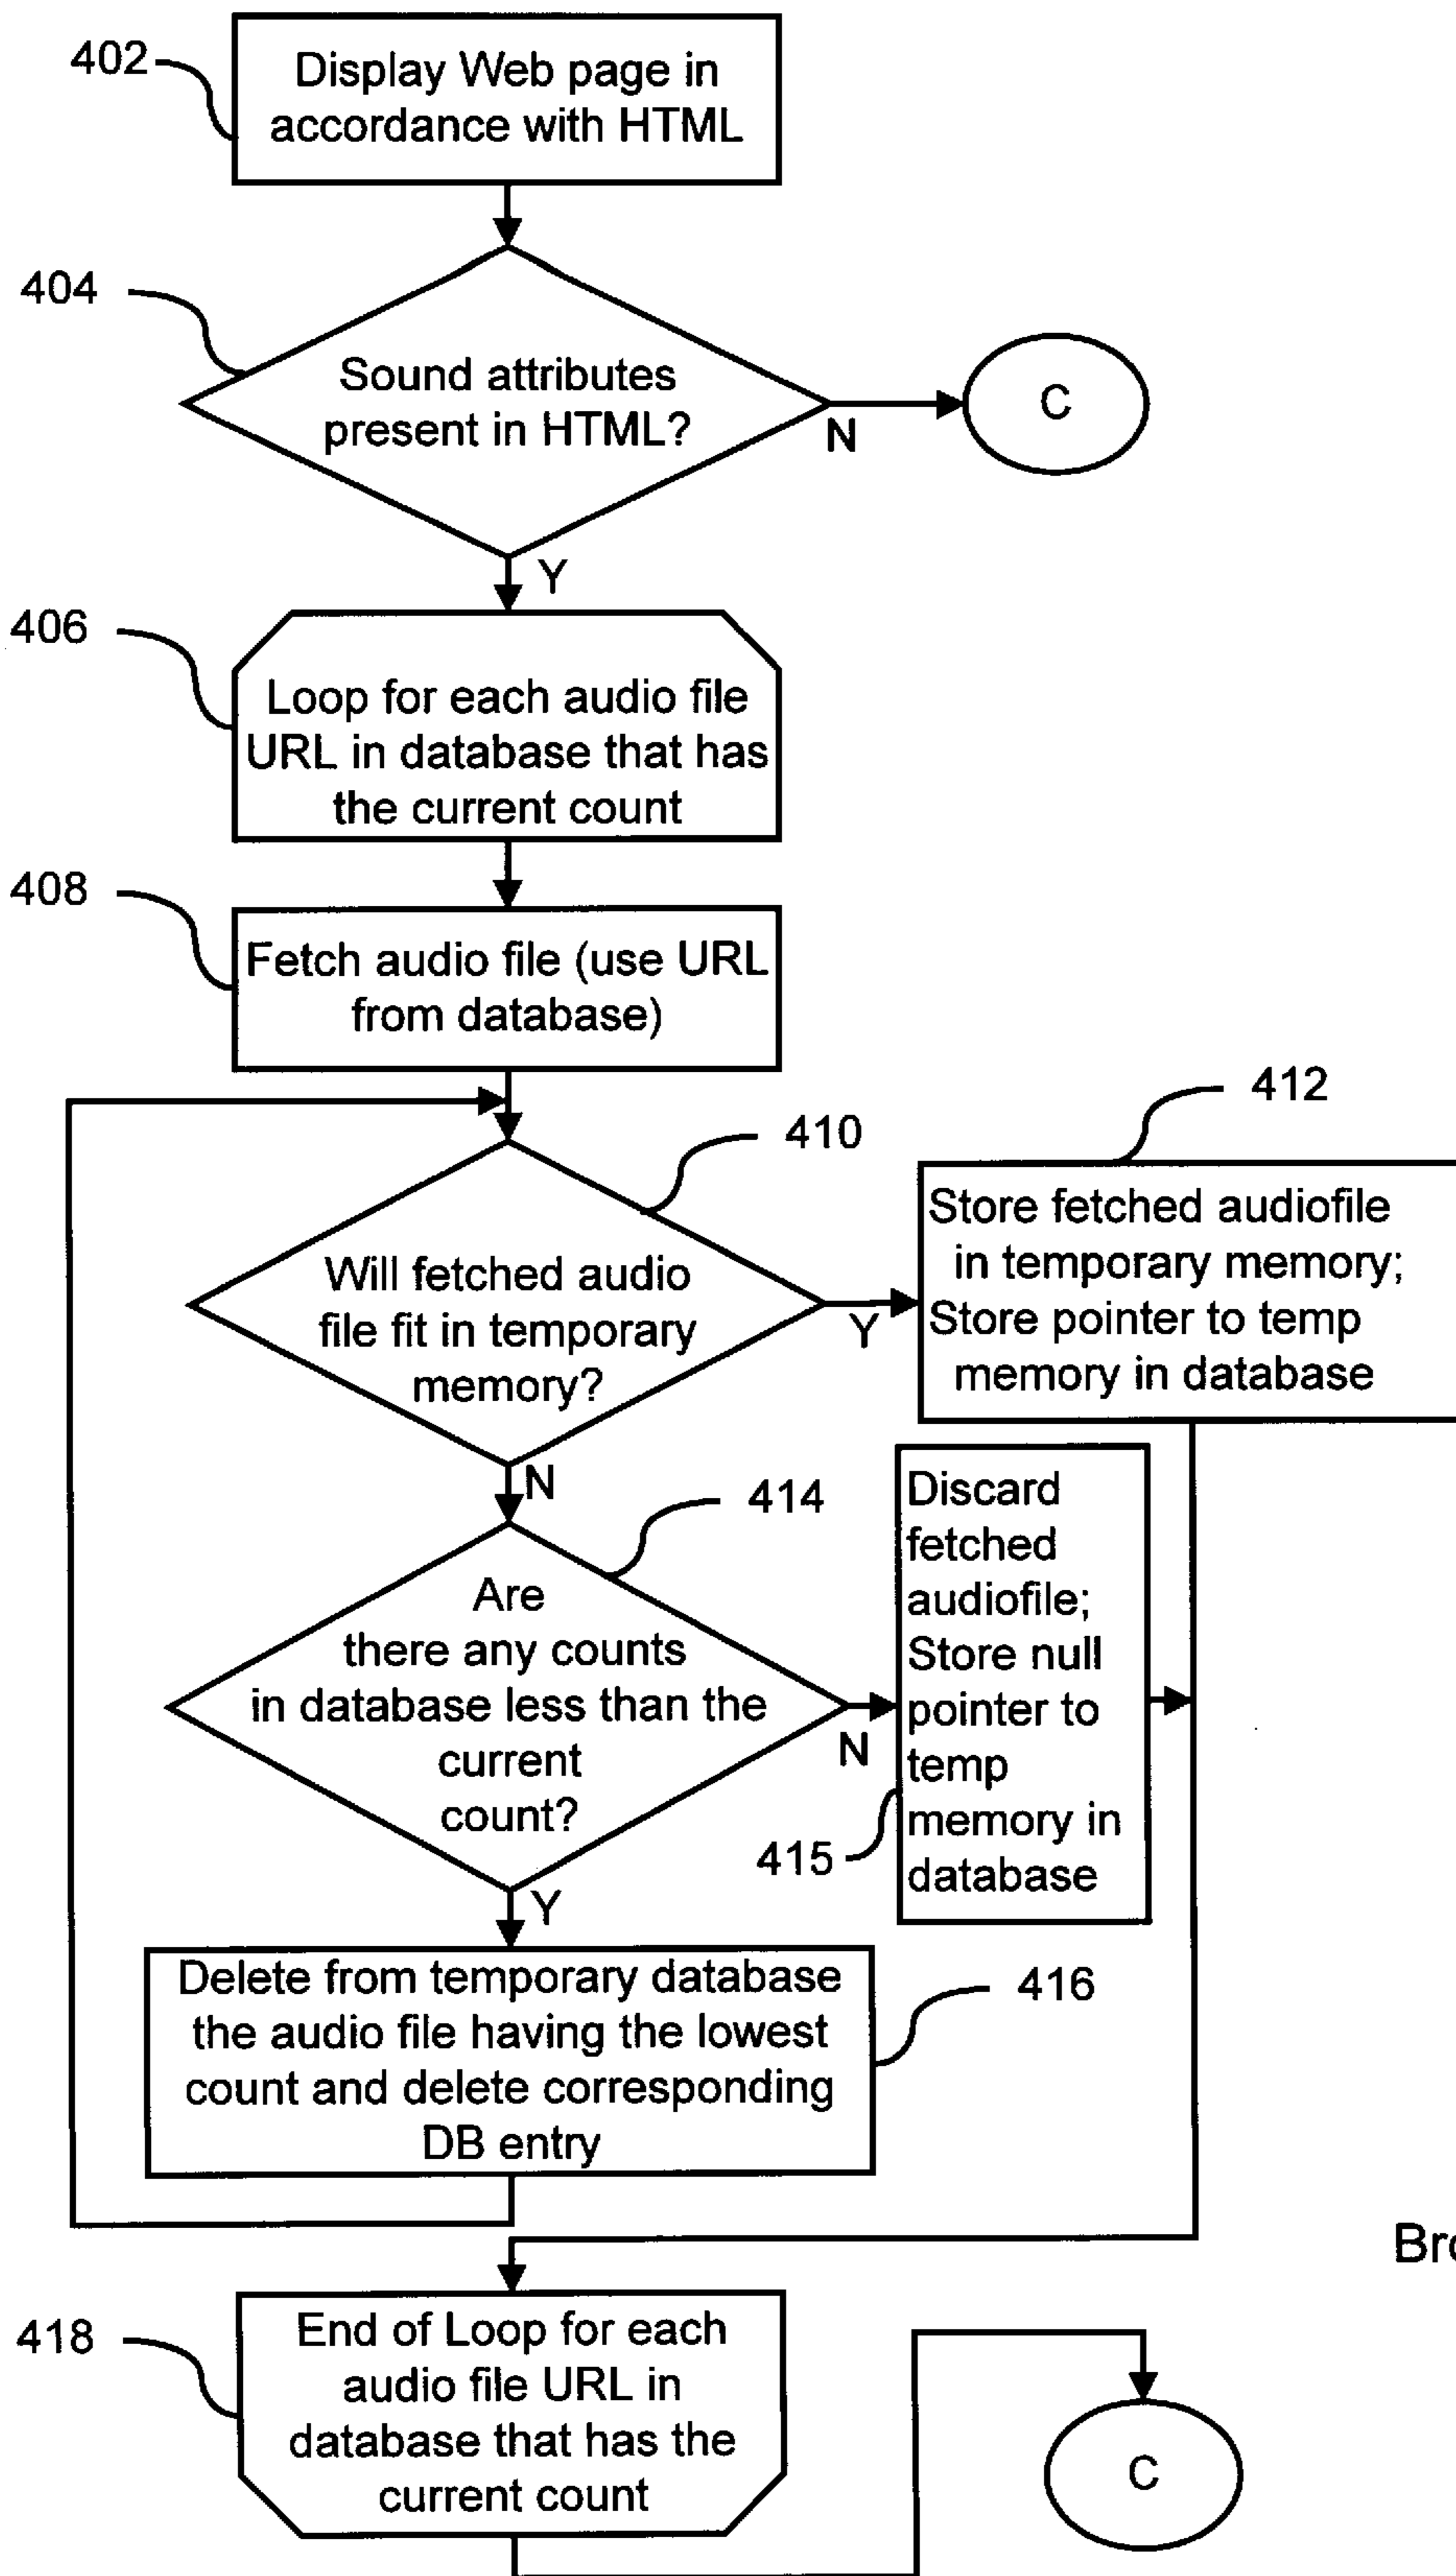 402
Display Web page in
accordance with HTML
404
Sound attributes
present in HTML?
N
C
Y
406
Loop for each audio file
URL in database that has
the current count
408
Fetch audio file (use URL
from database)
410
412
Will fetched audio
file fit in temporary
memory?
Y
Store fetched audiofile
in temporary memory;
Store pointer to temp
memory in database
N
414
Are
there any counts
in database less than the
current
count?
N
Discard
fetched
audiofile;
Store null
pointer to
temp
memory in
database
415
Y
Delete from temporary database
the audio file having the lowest
count and delete corresponding
DB entry
416
418
End of Loop for each
audio file URL in
database that has the
current count
C